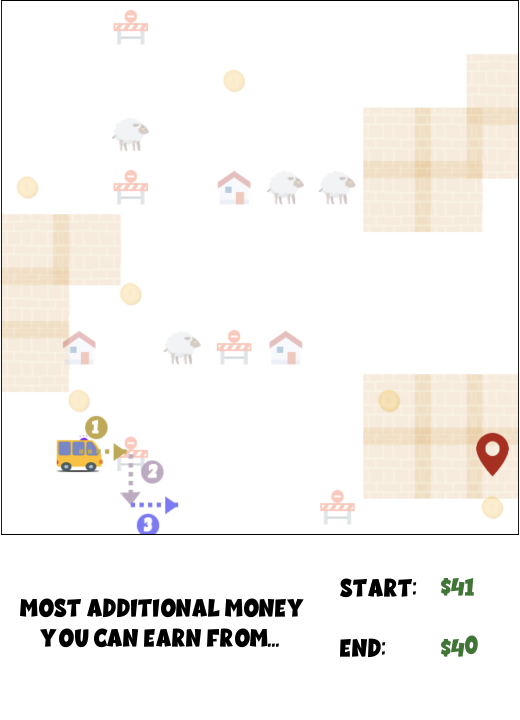 1
2
3
MOST ADDITIONAL MONEY
YOU CAN EARN FROM...
START: $41
END: $40